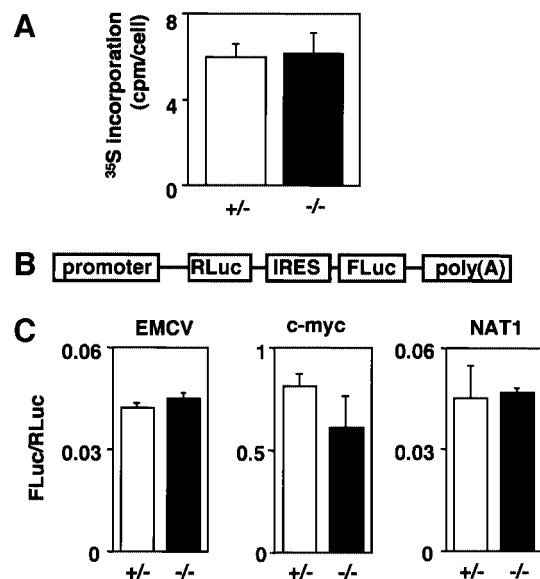 A
8
4
0
³⁵S incorporation
(cpm/cell)
+/-
-/-
B
promoter
RLuc
IRES
FLuc
poly(A)
C
EMCV
c-myc
NAT1
FLuc/RLuc
0.06
0.03
0
1
0.5
0
0.06
0.03
0
+/- -/-
+/- -/-
+/- -/-